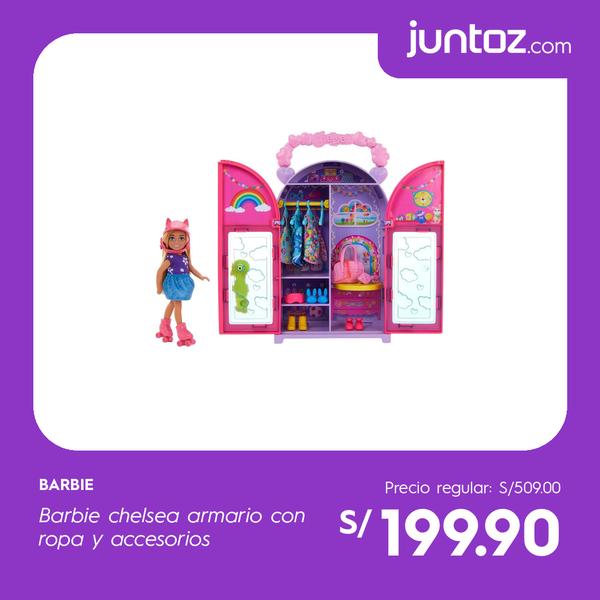 juntoz.com
BARBIE
Barbie chelsea armario con
ropa y accesorios
Precio regular: S/509.00
S/199.90